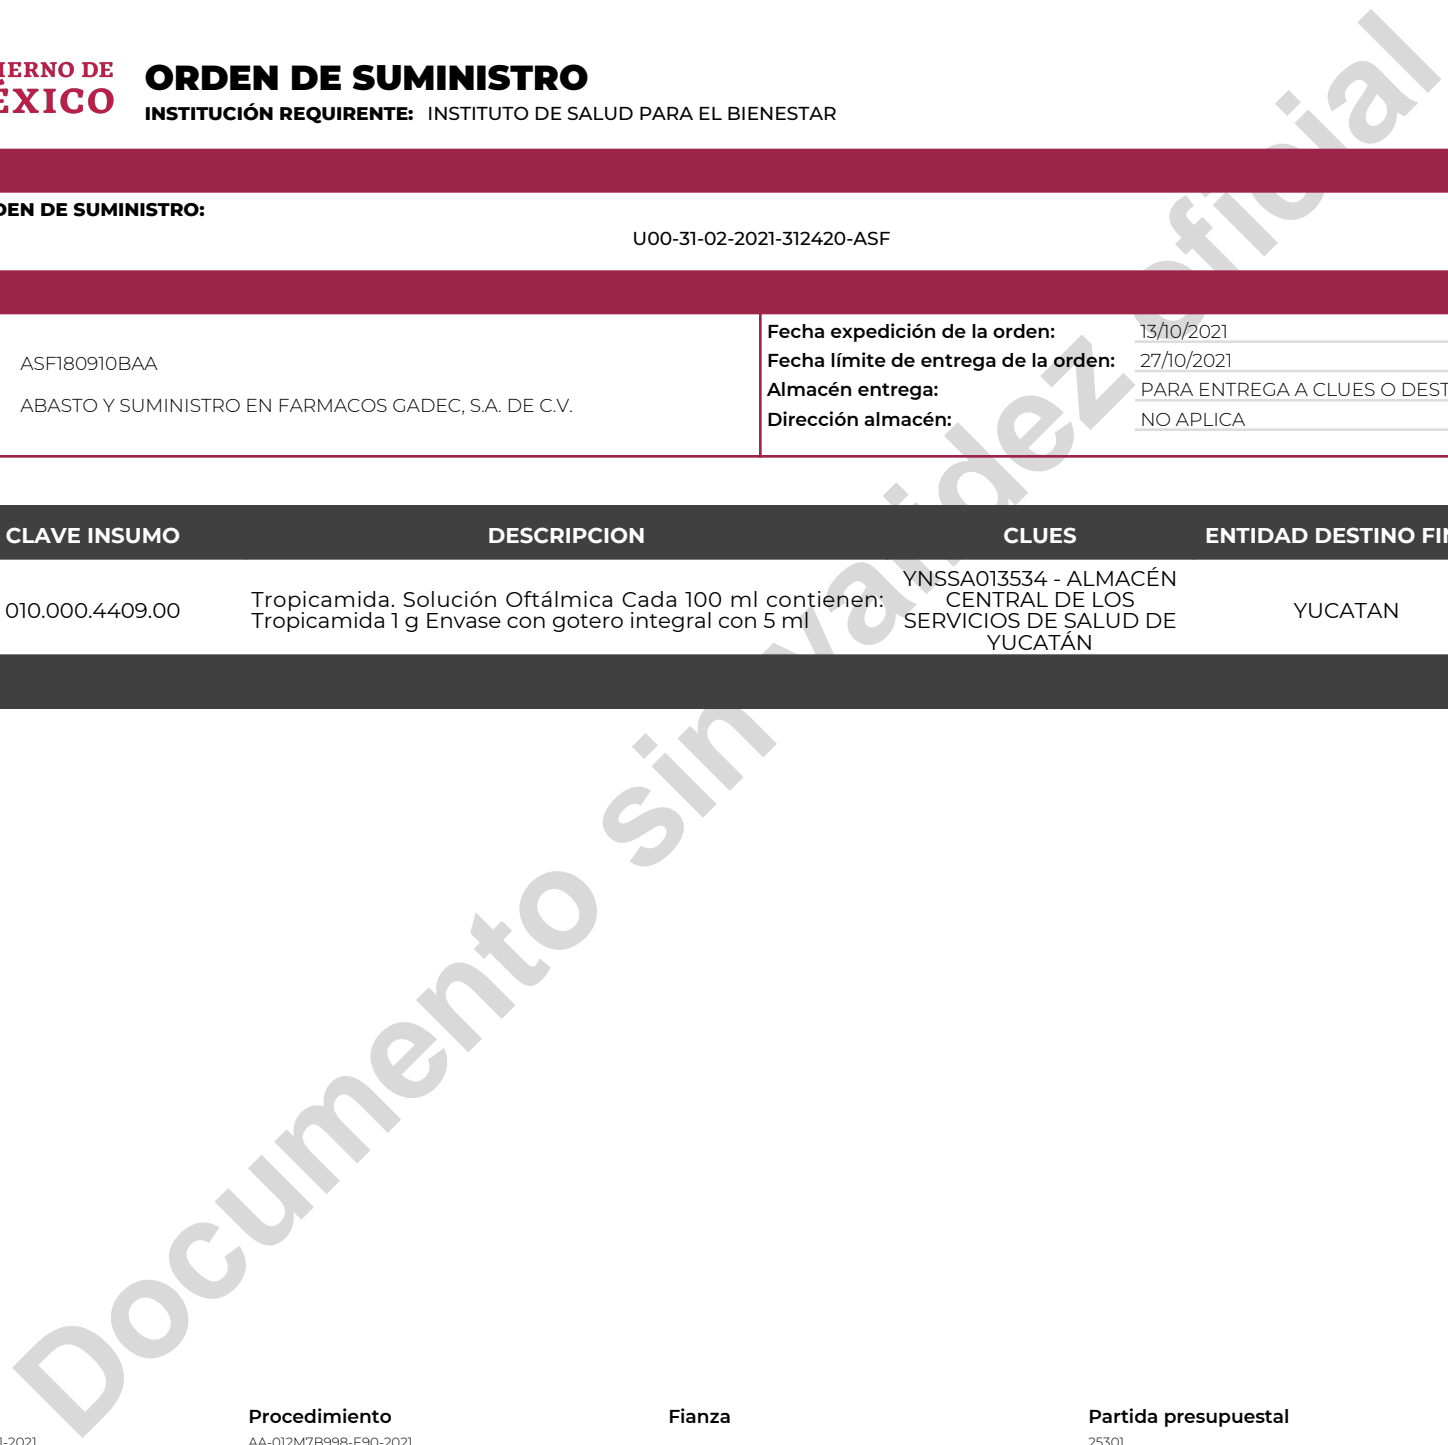 IERNO DE
ÉXICO
ORDEN DE SUMINISTRO
INSTITUCIÓN REQUIRENTE: INSTITUTO DE SALUD PARA EL BIENESTAR
DEN DE SUMINISTRO:
U00-31-02-2021-312420-ASF
ASF180910BAA
ABASTO Y SUMINISTRO EN FARMACOS GADEC, S.A. DE C.V.
Fecha expedición de la orden: 13/10/2021
Fecha límite de entrega de la orden: 27/10/2021
Almacén entrega: PARA ENTREGA A CLUES O DEST
Dirección almacén: NO APLICA
CLAVE INSUMO DESCRIPCION CLUES ENTIDAD DESTINO FIN
010.000.4409.00
Tropicamida. Solución Oftálmica Cada 100 ml contienen:
Tropicamida 1 g Envase con gotero integral con 5 ml
YNSSA013534 - ALMACÉN
CENTRAL DE LOS
SERVICIOS DE SALUD DE
YUCATÁN
YUCATAN
Documento sin validez oficial
Procedimiento Fianza Partida presupuestal
1-2021 AA-012M7B998-E90-2021 25301